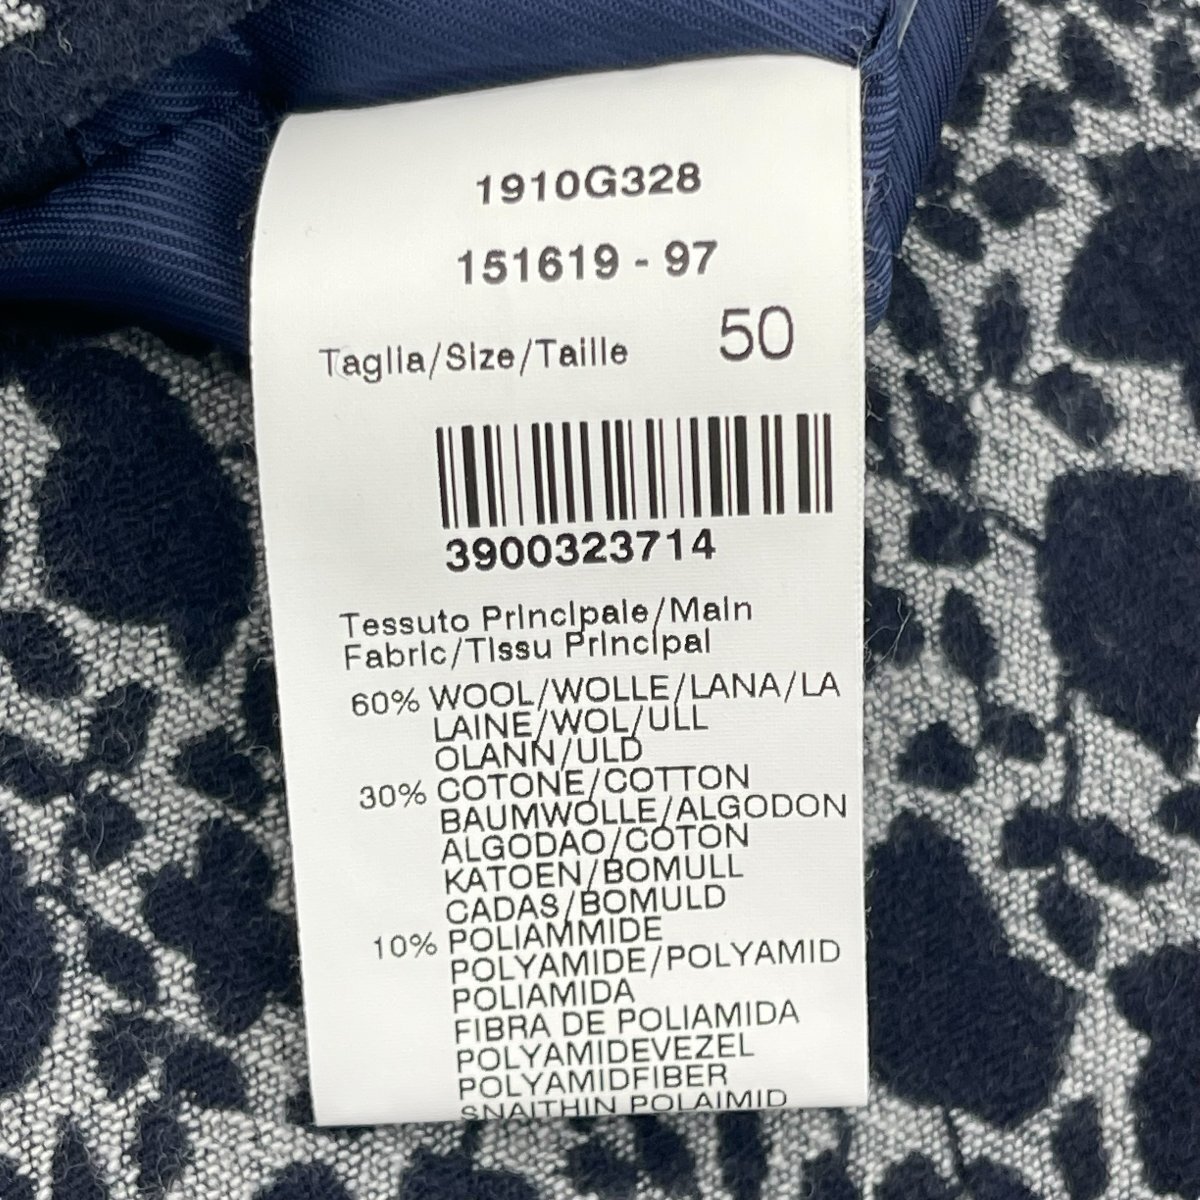 1910G328
151619 - 97
Taglia/Size/Taille 50
3900323714
Tessuto Principale/Main
Fabric/Tissu Principal
60% WOOL/WOLLE/LANA/LA
LAINE/WOL/ULL
OLANN/ULD
30% COTONE/COTTON
BAUMWOLLE/ALGODON
ALGODAO/COTON
KATOEN/BOMULL
CADAS/BOMULD
10% POLIAMMIDE
POLYAMIDE/POLYAMID
POLIAMIDA
FIBRA DE POLIAMIDA
POLYAMIDEVEZEL
POLYAMIDFIBER
SNAITHIN POLAIMID